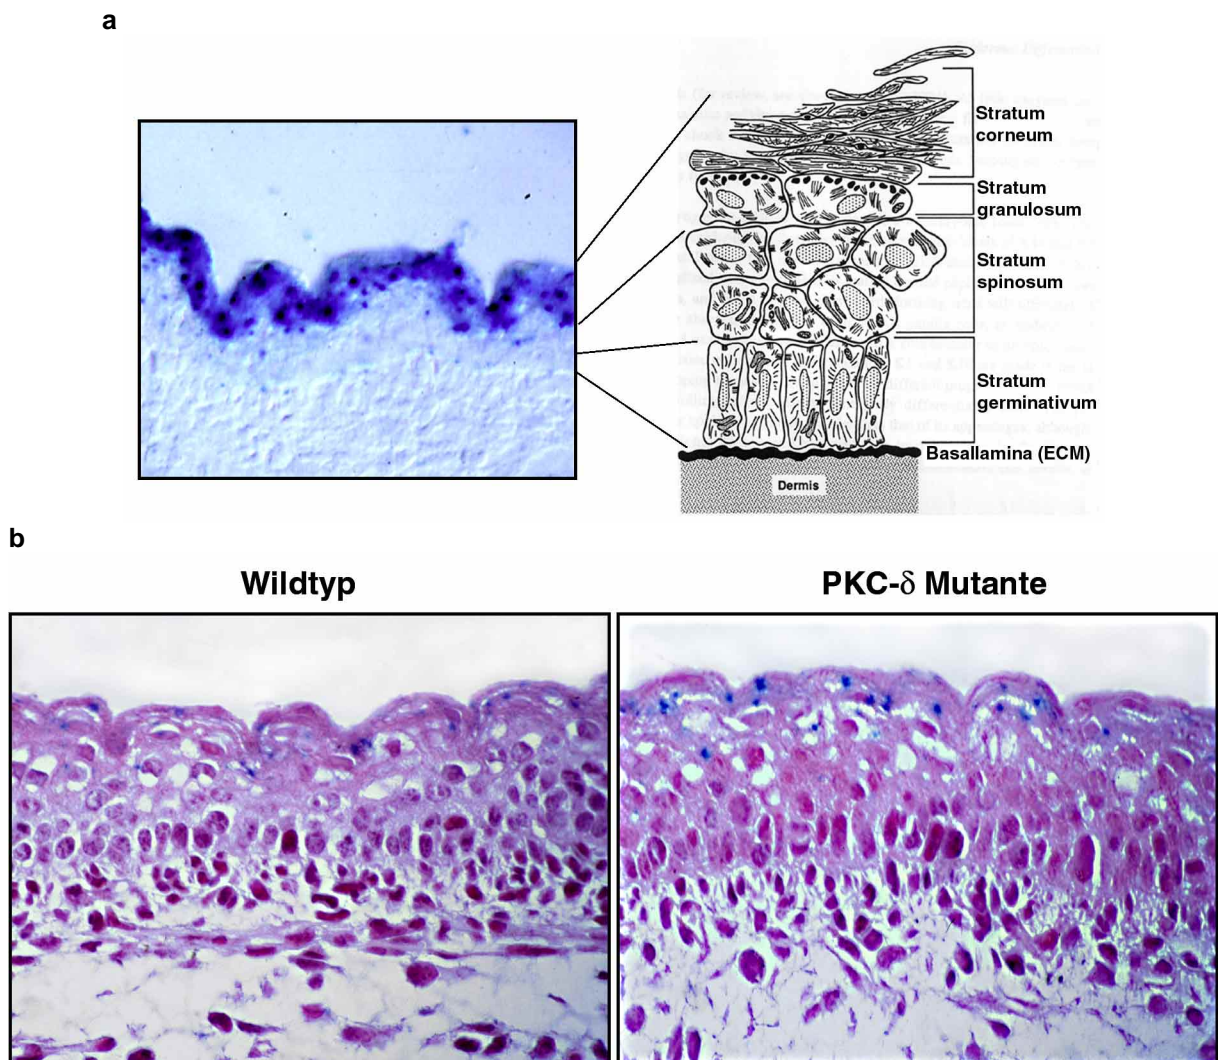 a
Stratum
corneum
Stratum
granulosum
Stratum
spinosum
Stratum
germinativum
Basallamina (ECM)
Dermis
b
Wildtyp
PKC-δ Mutante